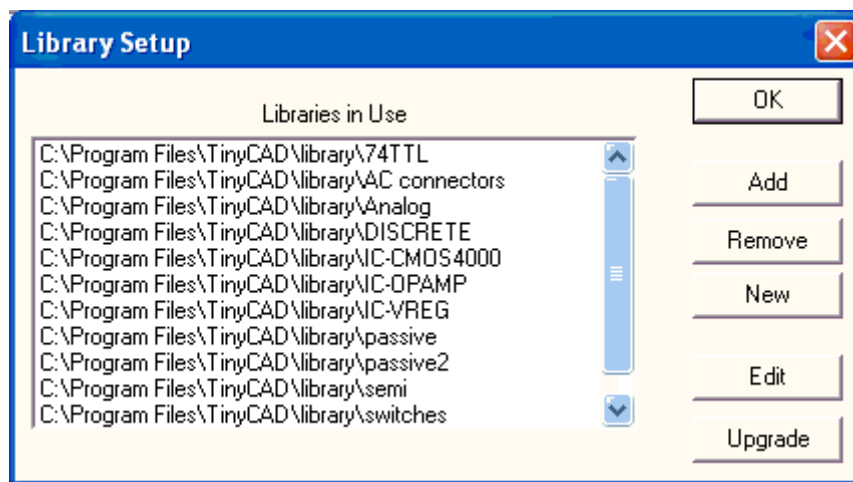 Library Setup
Libraries in Use
C:\Program Files\TinyCAD\library\74TTL
C:\Program Files\TinyCAD\library\AC connectors
C:\Program Files\TinyCAD\library\Analog
C:\Program Files\TinyCAD\library\DISCRETE
C:\Program Files\TinyCAD\library\IC-CMOS4000
C:\Program Files\TinyCAD\library\IC-OPAMP
C:\Program Files\TinyCAD\library\IC-VREG
C:\Program Files\TinyCAD\library\passive
C:\Program Files\TinyCAD\library\passive2
C:\Program Files\TinyCAD\library\semi
C:\Program Files\TinyCAD\library\switches
OK
Add
Remove
New
Edit
Upgrade